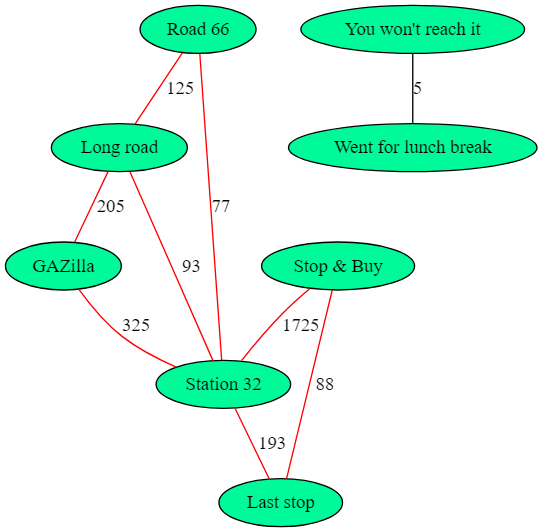 Road 66
You won't reach it
125
5
Long road
Went for lunch break
205
77
93
GAZilla
Stop & Buy
325
1725
Station 32
88
193
Last stop